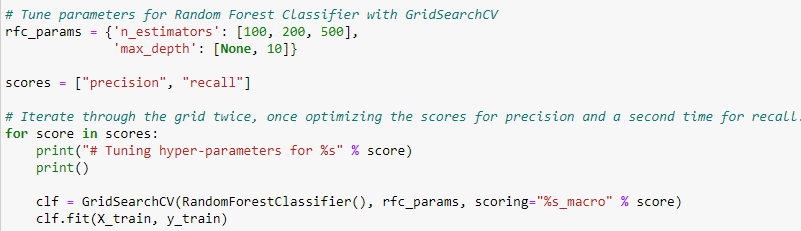 # Tune parameters for Random Forest Classifier with GridSearchCV
rfc_params = {'n_estimators': [100, 200, 500],
              'max_depth': [None, 10]}
scores = ["precision", "recall"]
# Iterate through the grid twice, once optimizing the scores for precision and a second time for recall.
for score in scores:
    print("# Tuning hyper-parameters for %s" % score)
    print()
    clf = GridSearchCV(RandomForestClassifier(), rfc_params, scoring="%s_macro" % score)
    clf.fit(X_train, y_train)